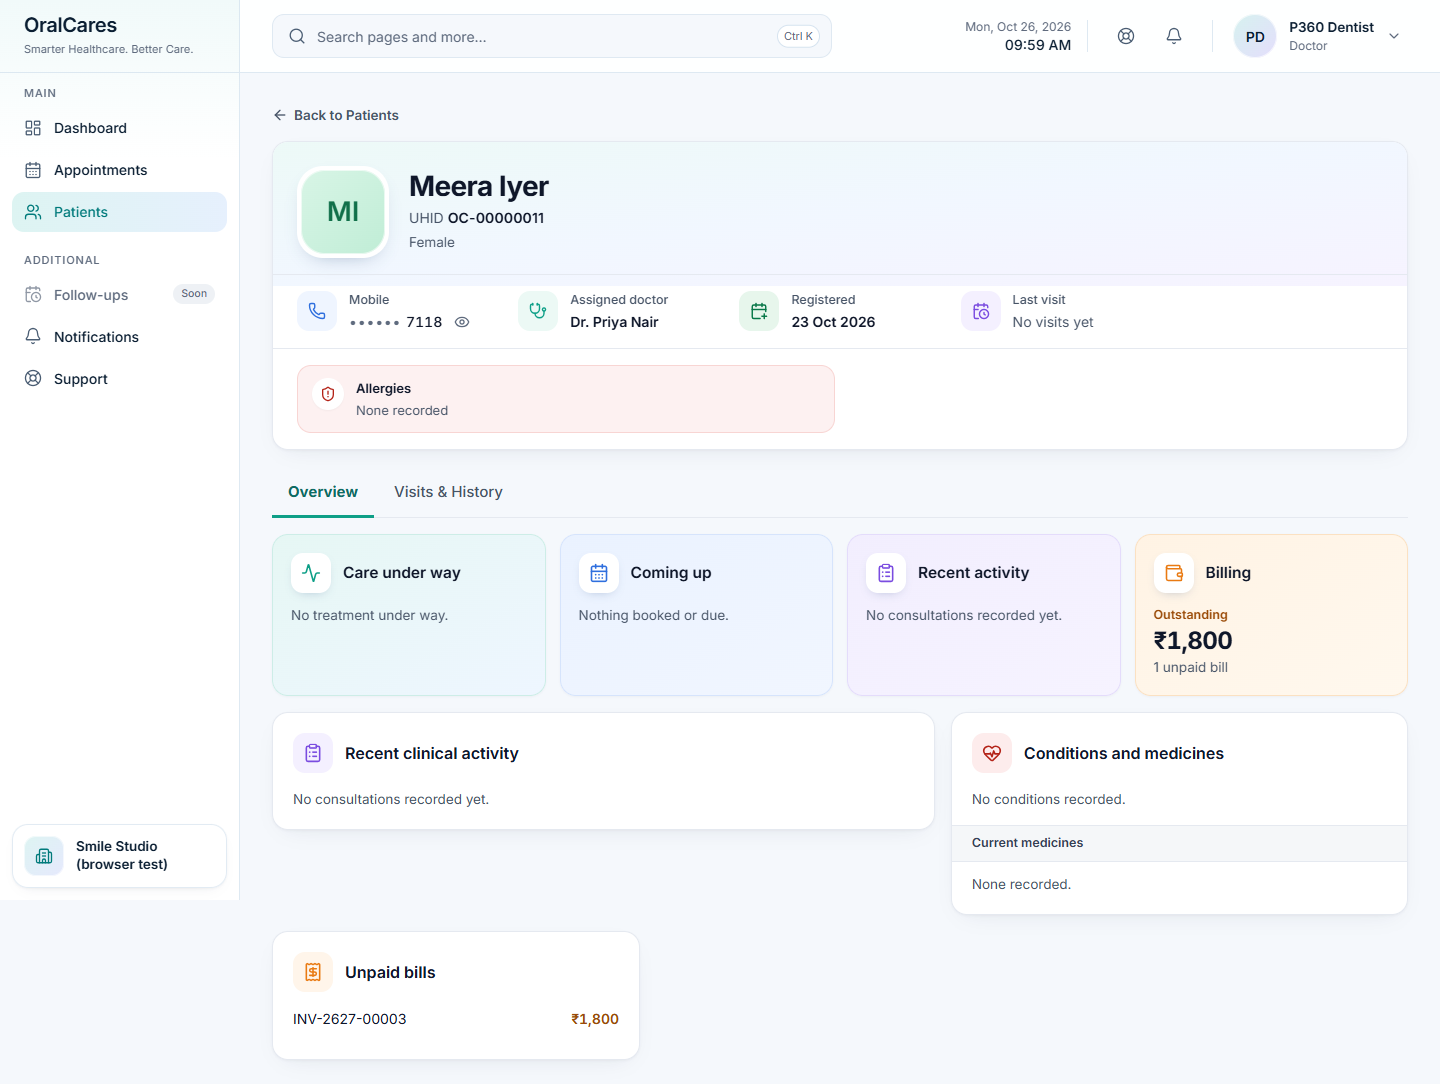 OralCares
Smarter Healthcare. Better Care.
Search pages and more...
Ctrl K
Mon, Oct 26, 2026
09:59 AM
PD
P360 Dentist
Doctor
MAIN
Dashboard
Appointments
Patients
ADDITIONAL
Follow-ups
Soon
Notifications
Support
Smile Studio
(browser test)
Back to Patients
MI
Meera Iyer
UHID OC-00000011
Female
Mobile
•••••• 7118
Assigned doctor
Dr. Priya Nair
Registered
23 Oct 2026
Last visit
No visits yet
Allergies
None recorded
Overview
Visits & History
Care under way
No treatment under way.
Coming up
Nothing booked or due.
Recent activity
No consultations recorded yet.
Billing
Outstanding
₹1,800
1 unpaid bill
Recent clinical activity
No consultations recorded yet.
Conditions and medicines
No conditions recorded.
Current medicines
None recorded.
Unpaid bills
INV-2627-00003
₹1,800